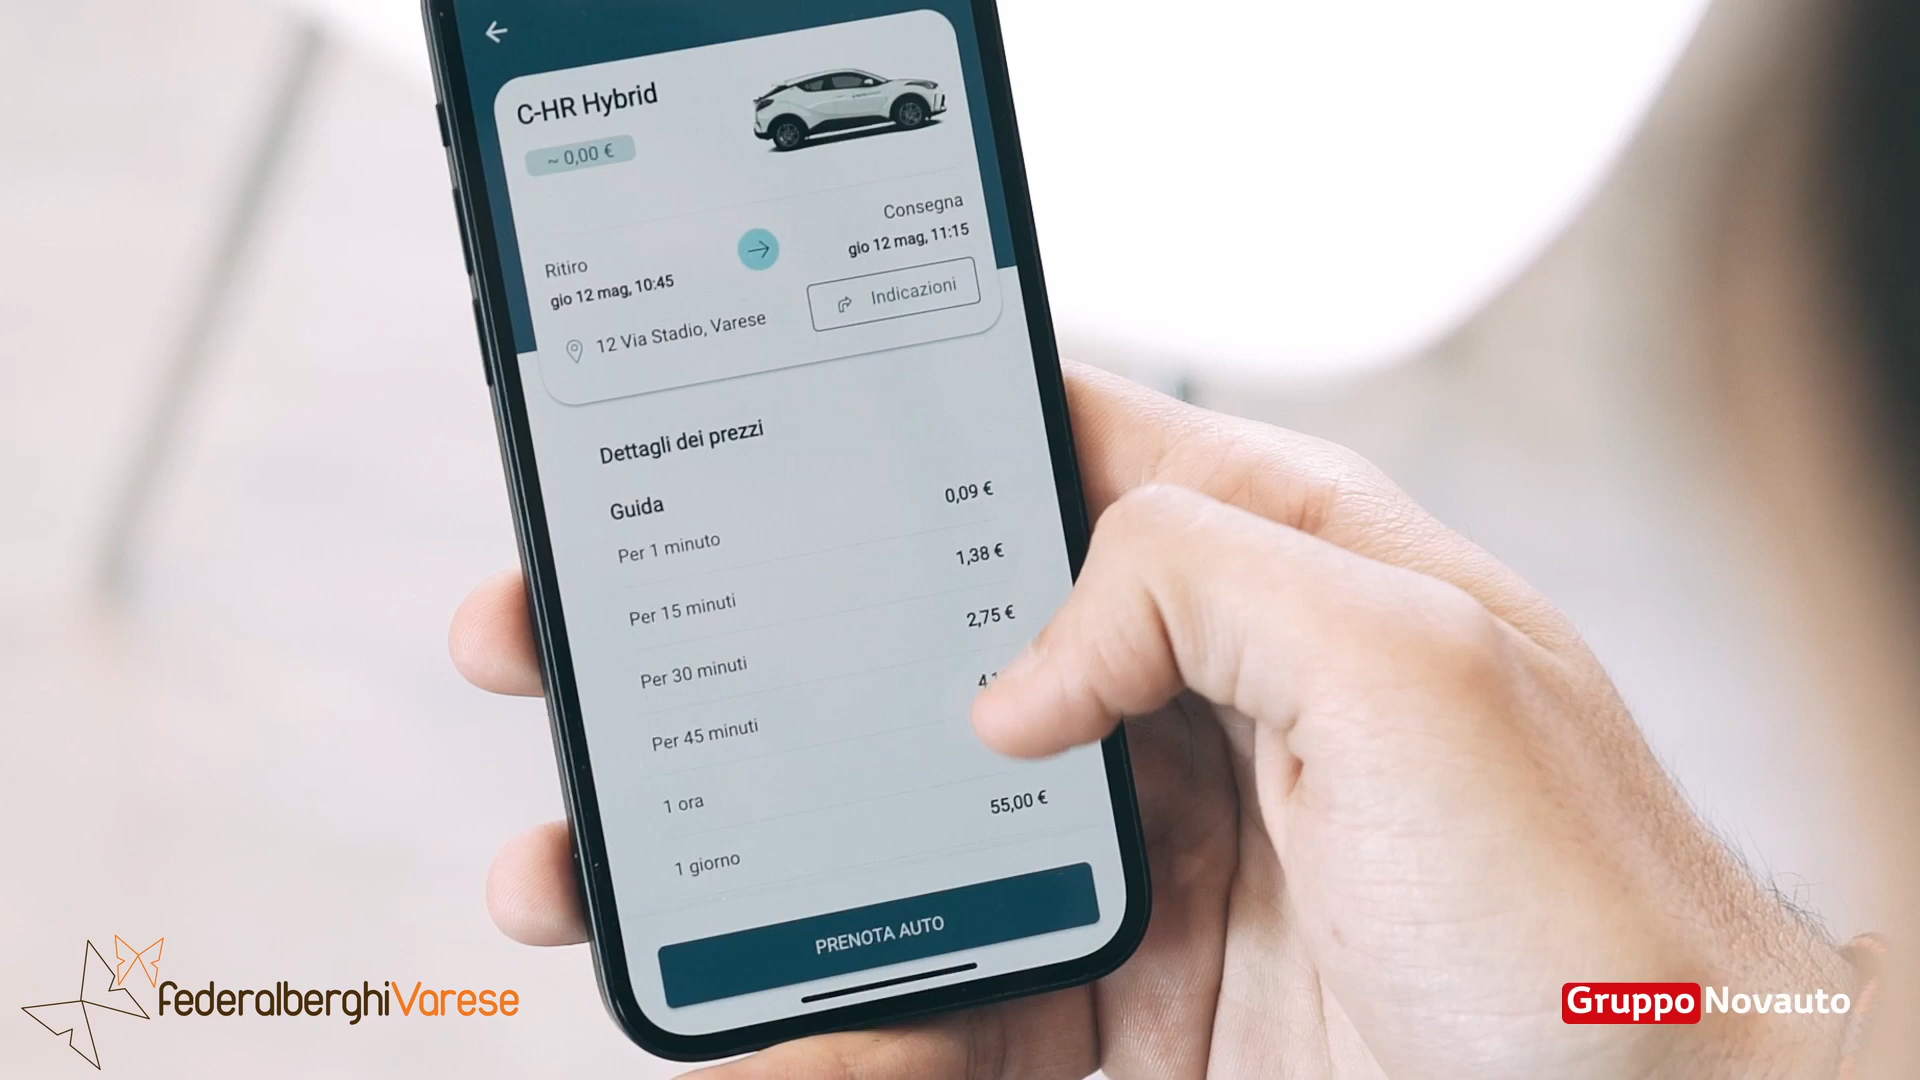 C-HR Hybrid
~ 0,00 €
Ritiro
gio 12 mag, 10:45
Consegna
gio 12 mag, 11:15
12 Via Stadio, Varese
Indicazioni
Dettagli dei prezzi
Guida
Per 1 minuto
0,09 €
Per 15 minuti
1,38 €
Per 30 minuti
2,75 €
Per 45 minuti
1 ora
1 giorno
55,00 €
PRENOTA AUTO
federalberghiVarese
Gruppo Novauto